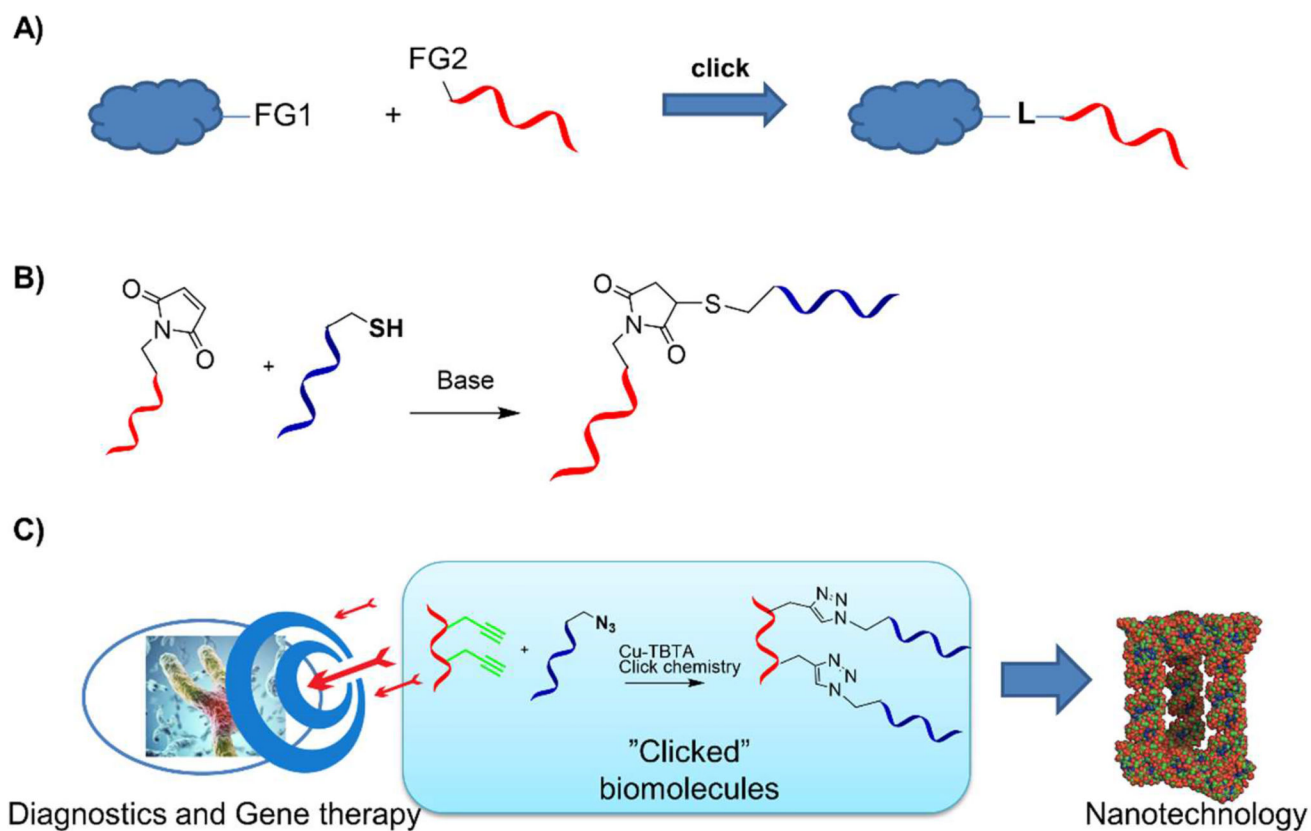 A)
FG1
+
FG2
click
L
B)
O
N
O
+
SH
Base
O
N
O
S
C)
N3
+
Cu-TBTA
Click chemistry
N
N
N
N
N
N
"Clicked"
biomolecules
Diagnostics and Gene therapy
Nanotechnology